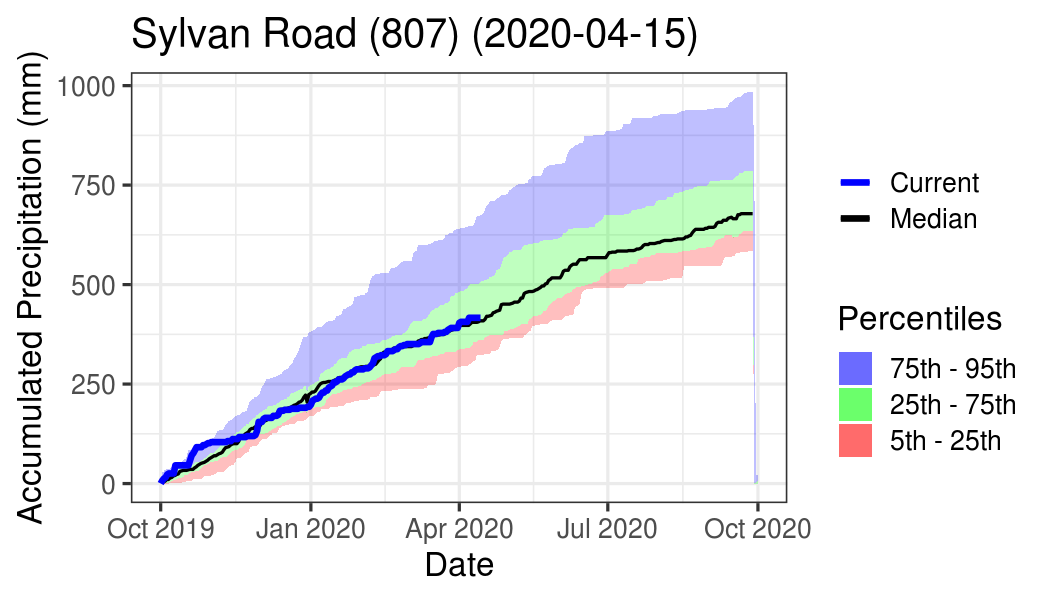 Sylvan Road (807) (2020-04-15)
Accumulated Precipitation (mm)
1000
750
500
250
0
Oct 2019
Jan 2020
Apr 2020
Jul 2020
Oct 2020
Date
Current
Median
Percentiles
75th - 95th
25th - 75th
5th - 25th